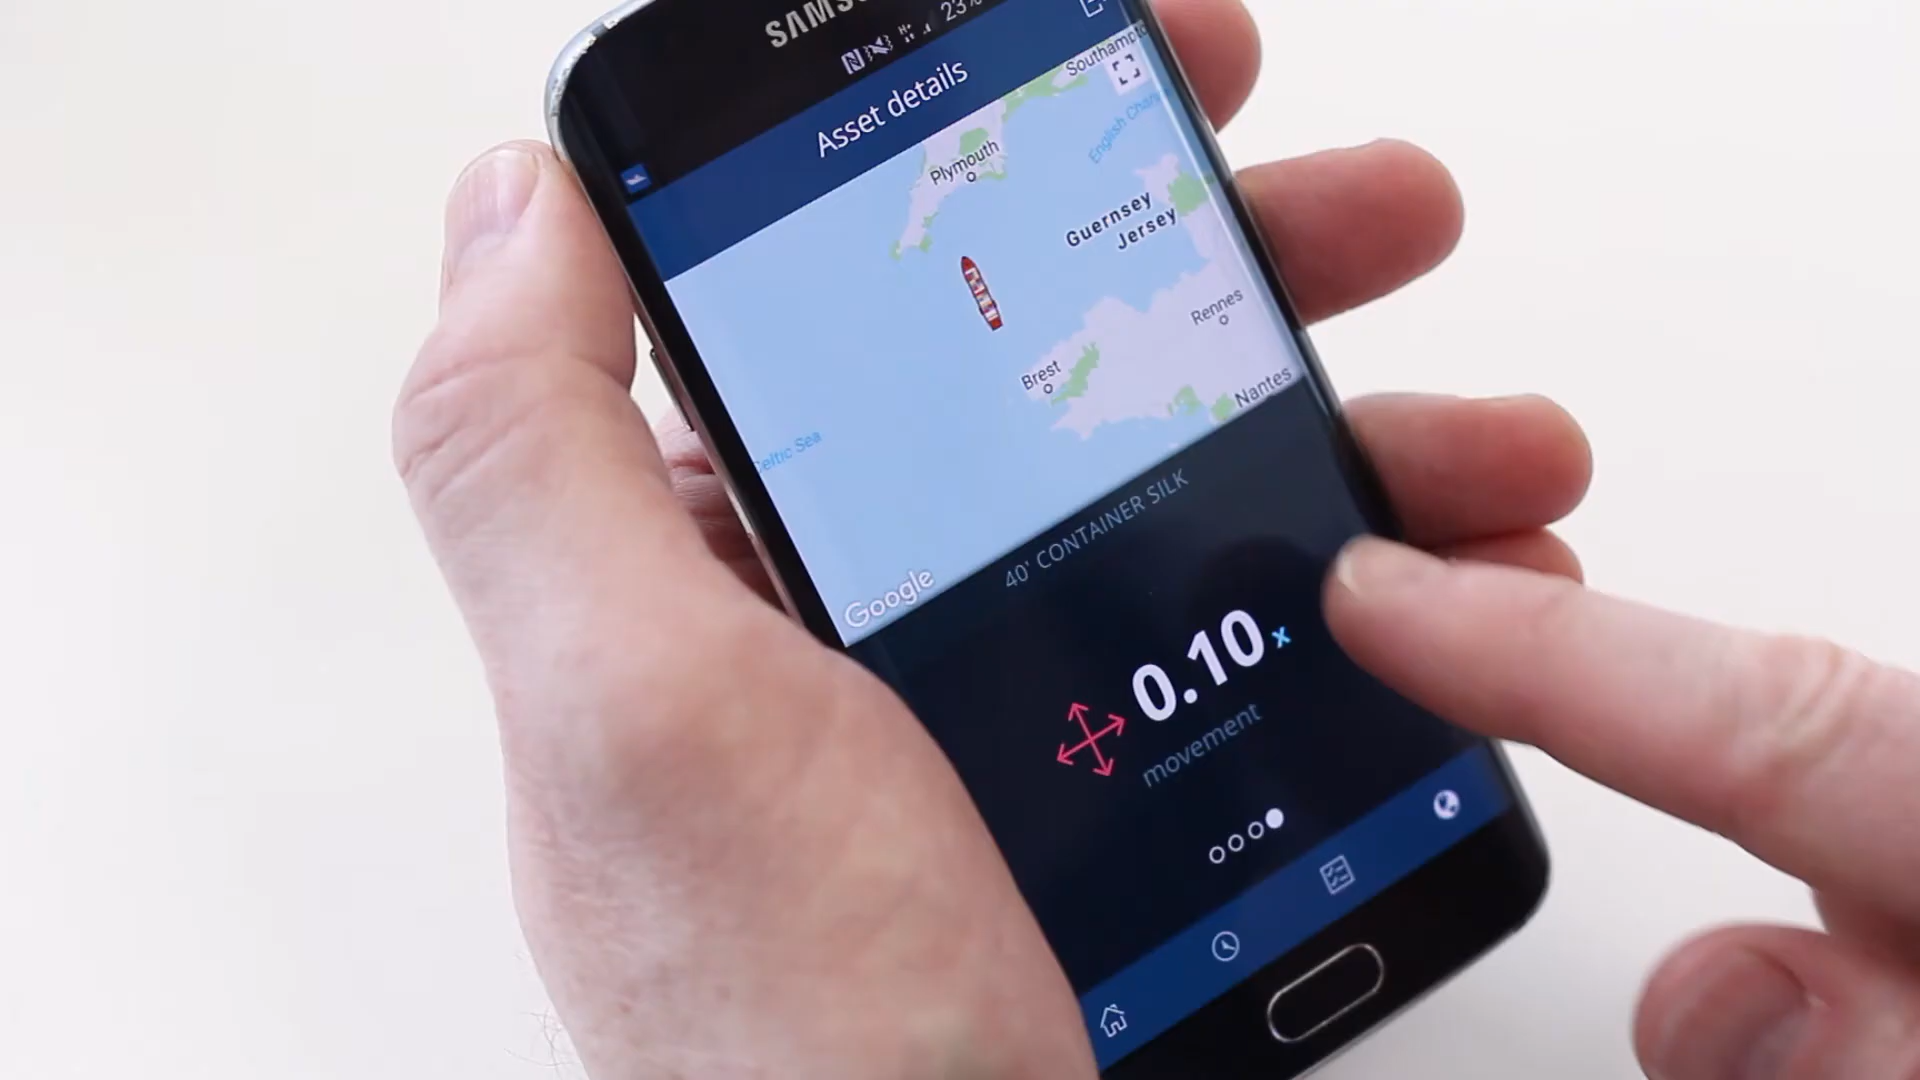 23%
Asset details
Southampto
English Chan
Plymouth
Guernsey
Jersey
Rennes
Brest
Nantes
Celtic Sea
Google
40' CONTAINER SILK
0.10 x
movement